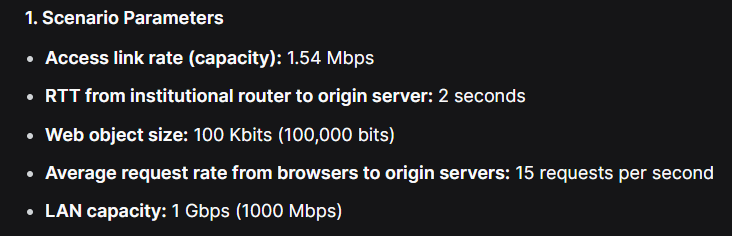 1. Scenario Parameters
• Access link rate (capacity): 1.54 Mbps
• RTT from institutional router to origin server: 2 seconds
• Web object size: 100 Kbits (100,000 bits)
• Average request rate from browsers to origin servers: 15 requests per second
• LAN capacity: 1 Gbps (1000 Mbps)